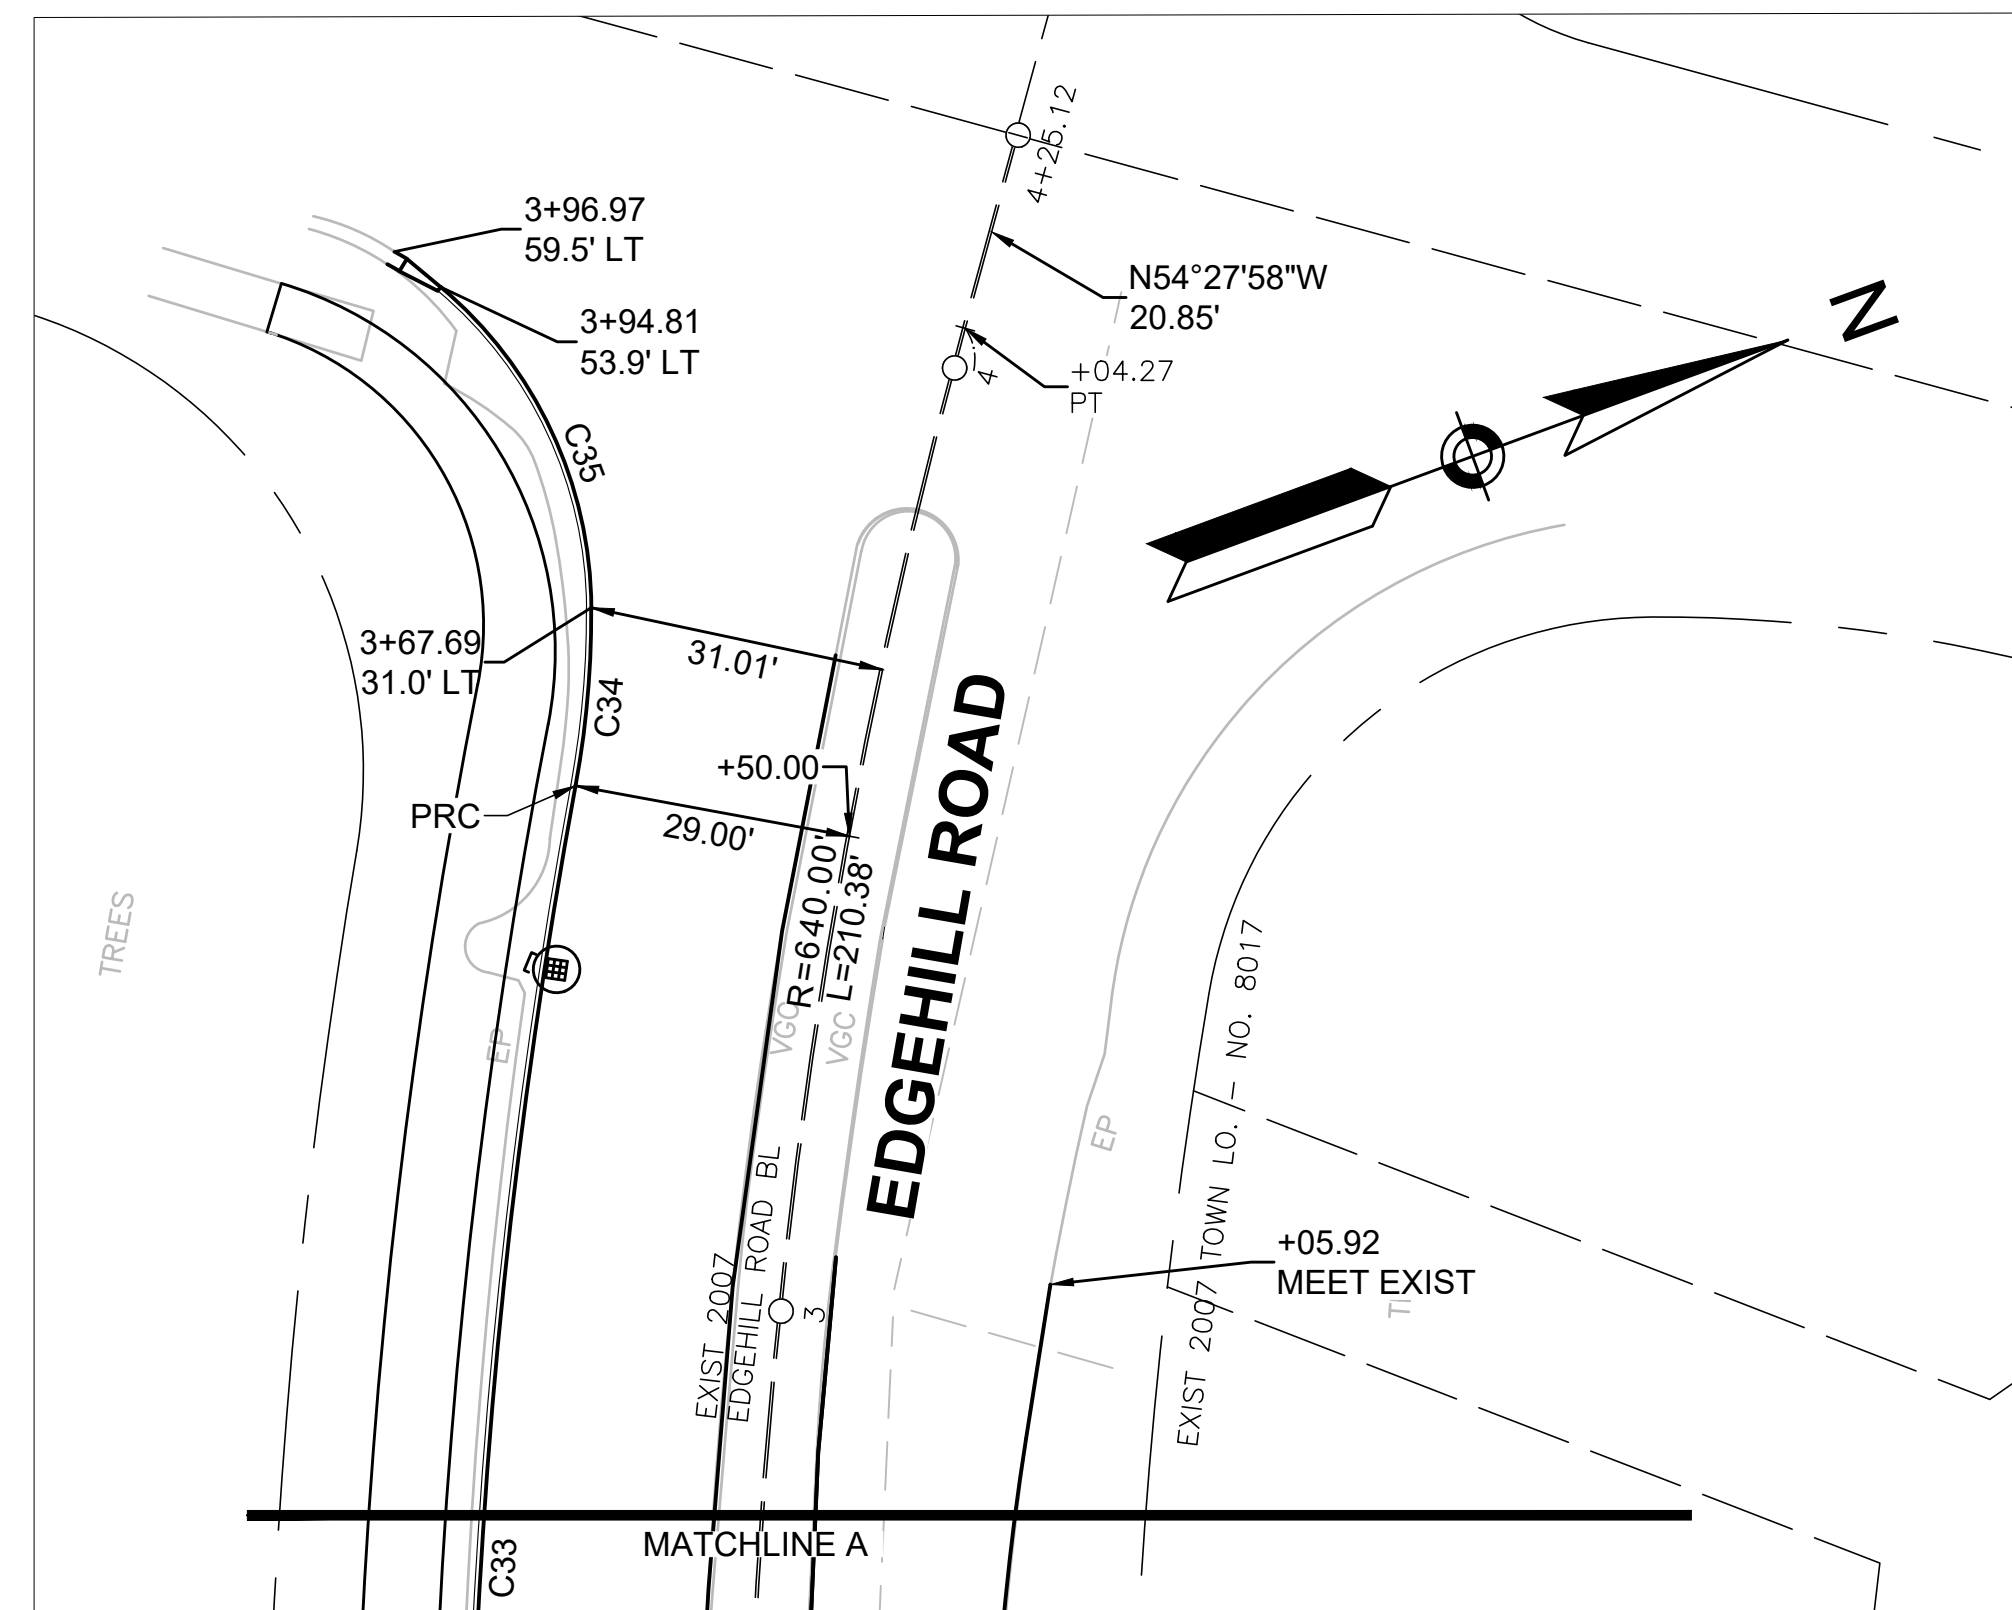 4+25.12
3+96.97
59.5' LT
N54°27'58"W
20.85'
N
3+94.81
53.9' LT
4
+04.27
PT
C35
3+67.69
31.0' LT
31.01'
C34
+50.00
PRC
29.00'
R=640.00'
L=210.38'
EDGEHILL ROAD
TREES
VGC
VGC
EP
EP
EXIST 2007 TOWN LO. — NO. 8017
EXIST 2007
EDGEHILL ROAD BL
3
+05.92
MEET EXIST
MATCHLINE A
C33